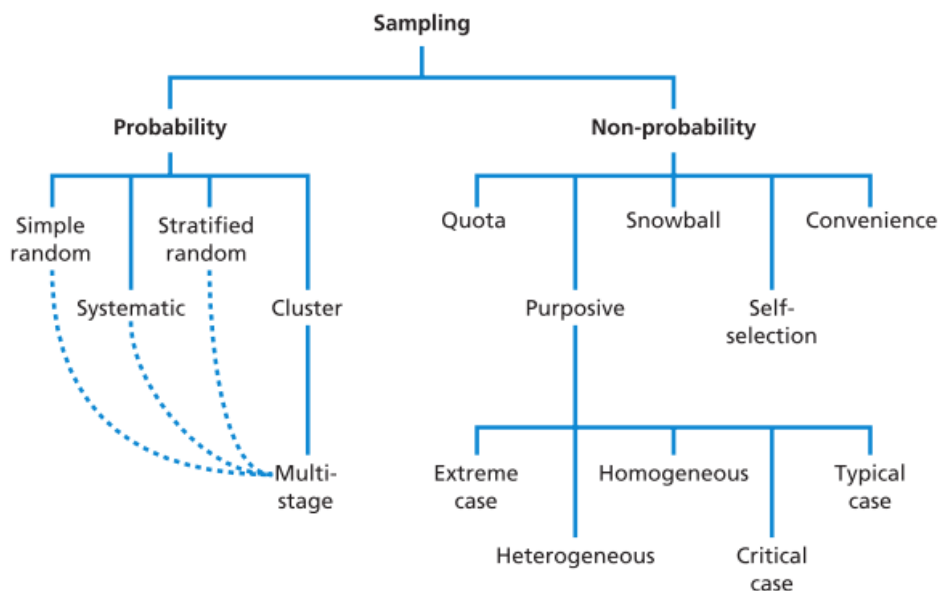 Sampling
Probability
Non-probability
Simple
random
Stratified
random
Quota
Snowball
Convenience
Systematic
Cluster
Purposive
Self-
selection
Multi-
stage
Extreme
case
Homogeneous
Typical
case
Heterogeneous
Critical
case